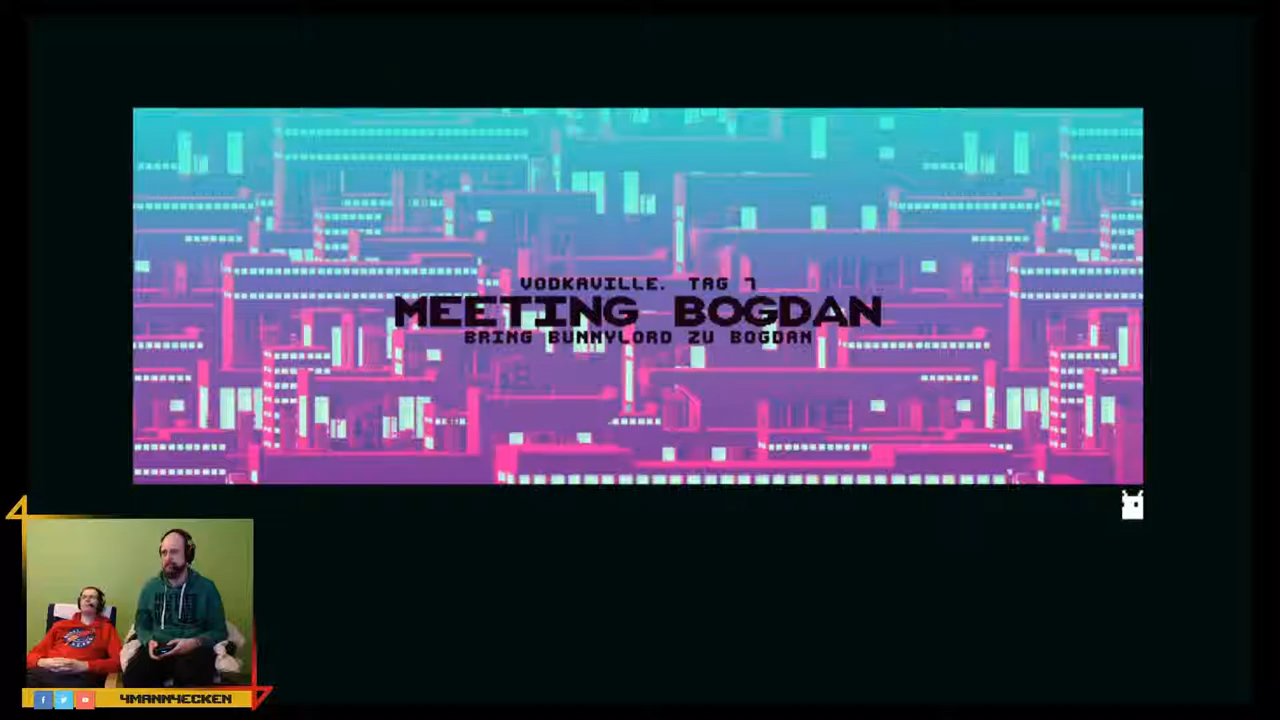 VODKAVILLE. TAG 7
MEETING BOGDAN
BRING BUNNYLORD ZU BOGDAN
4MANN4ECKEN